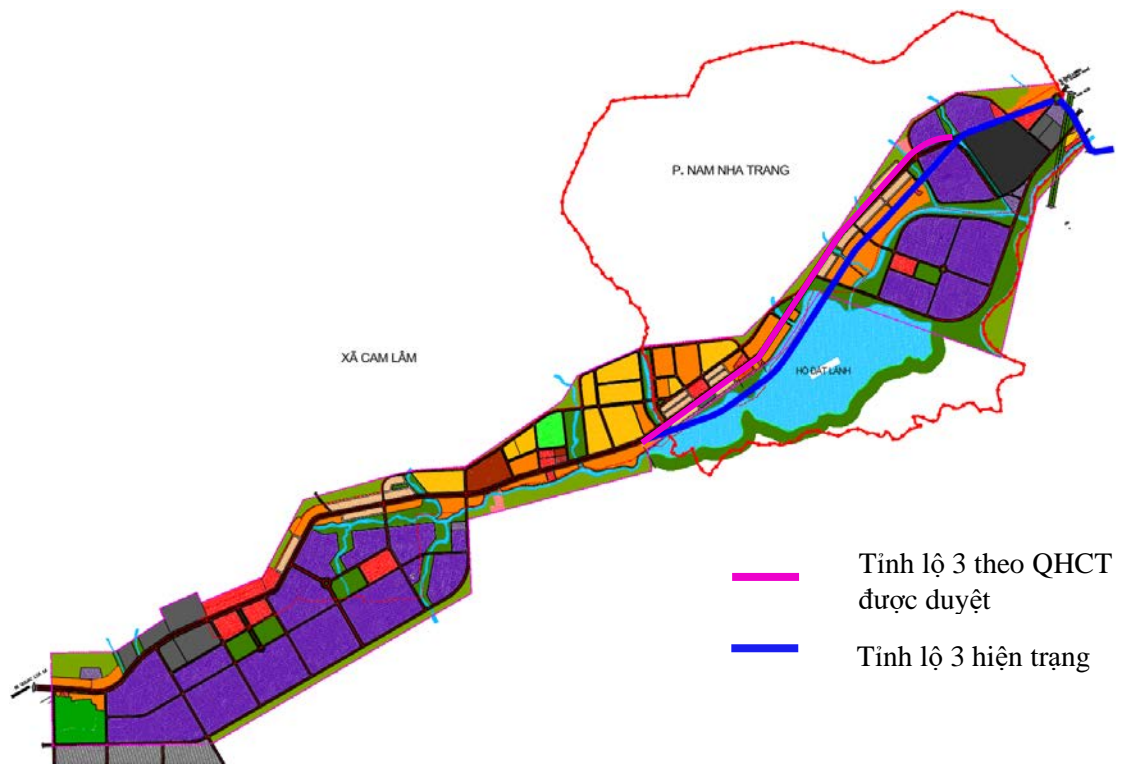 P. NAM NHA TRANG
XÃ CAM LÂM
HỒ ĐẤT LÀNH
Tỉnh lộ 3 theo QHCT
được duyệt
Tỉnh lộ 3 hiện trạng